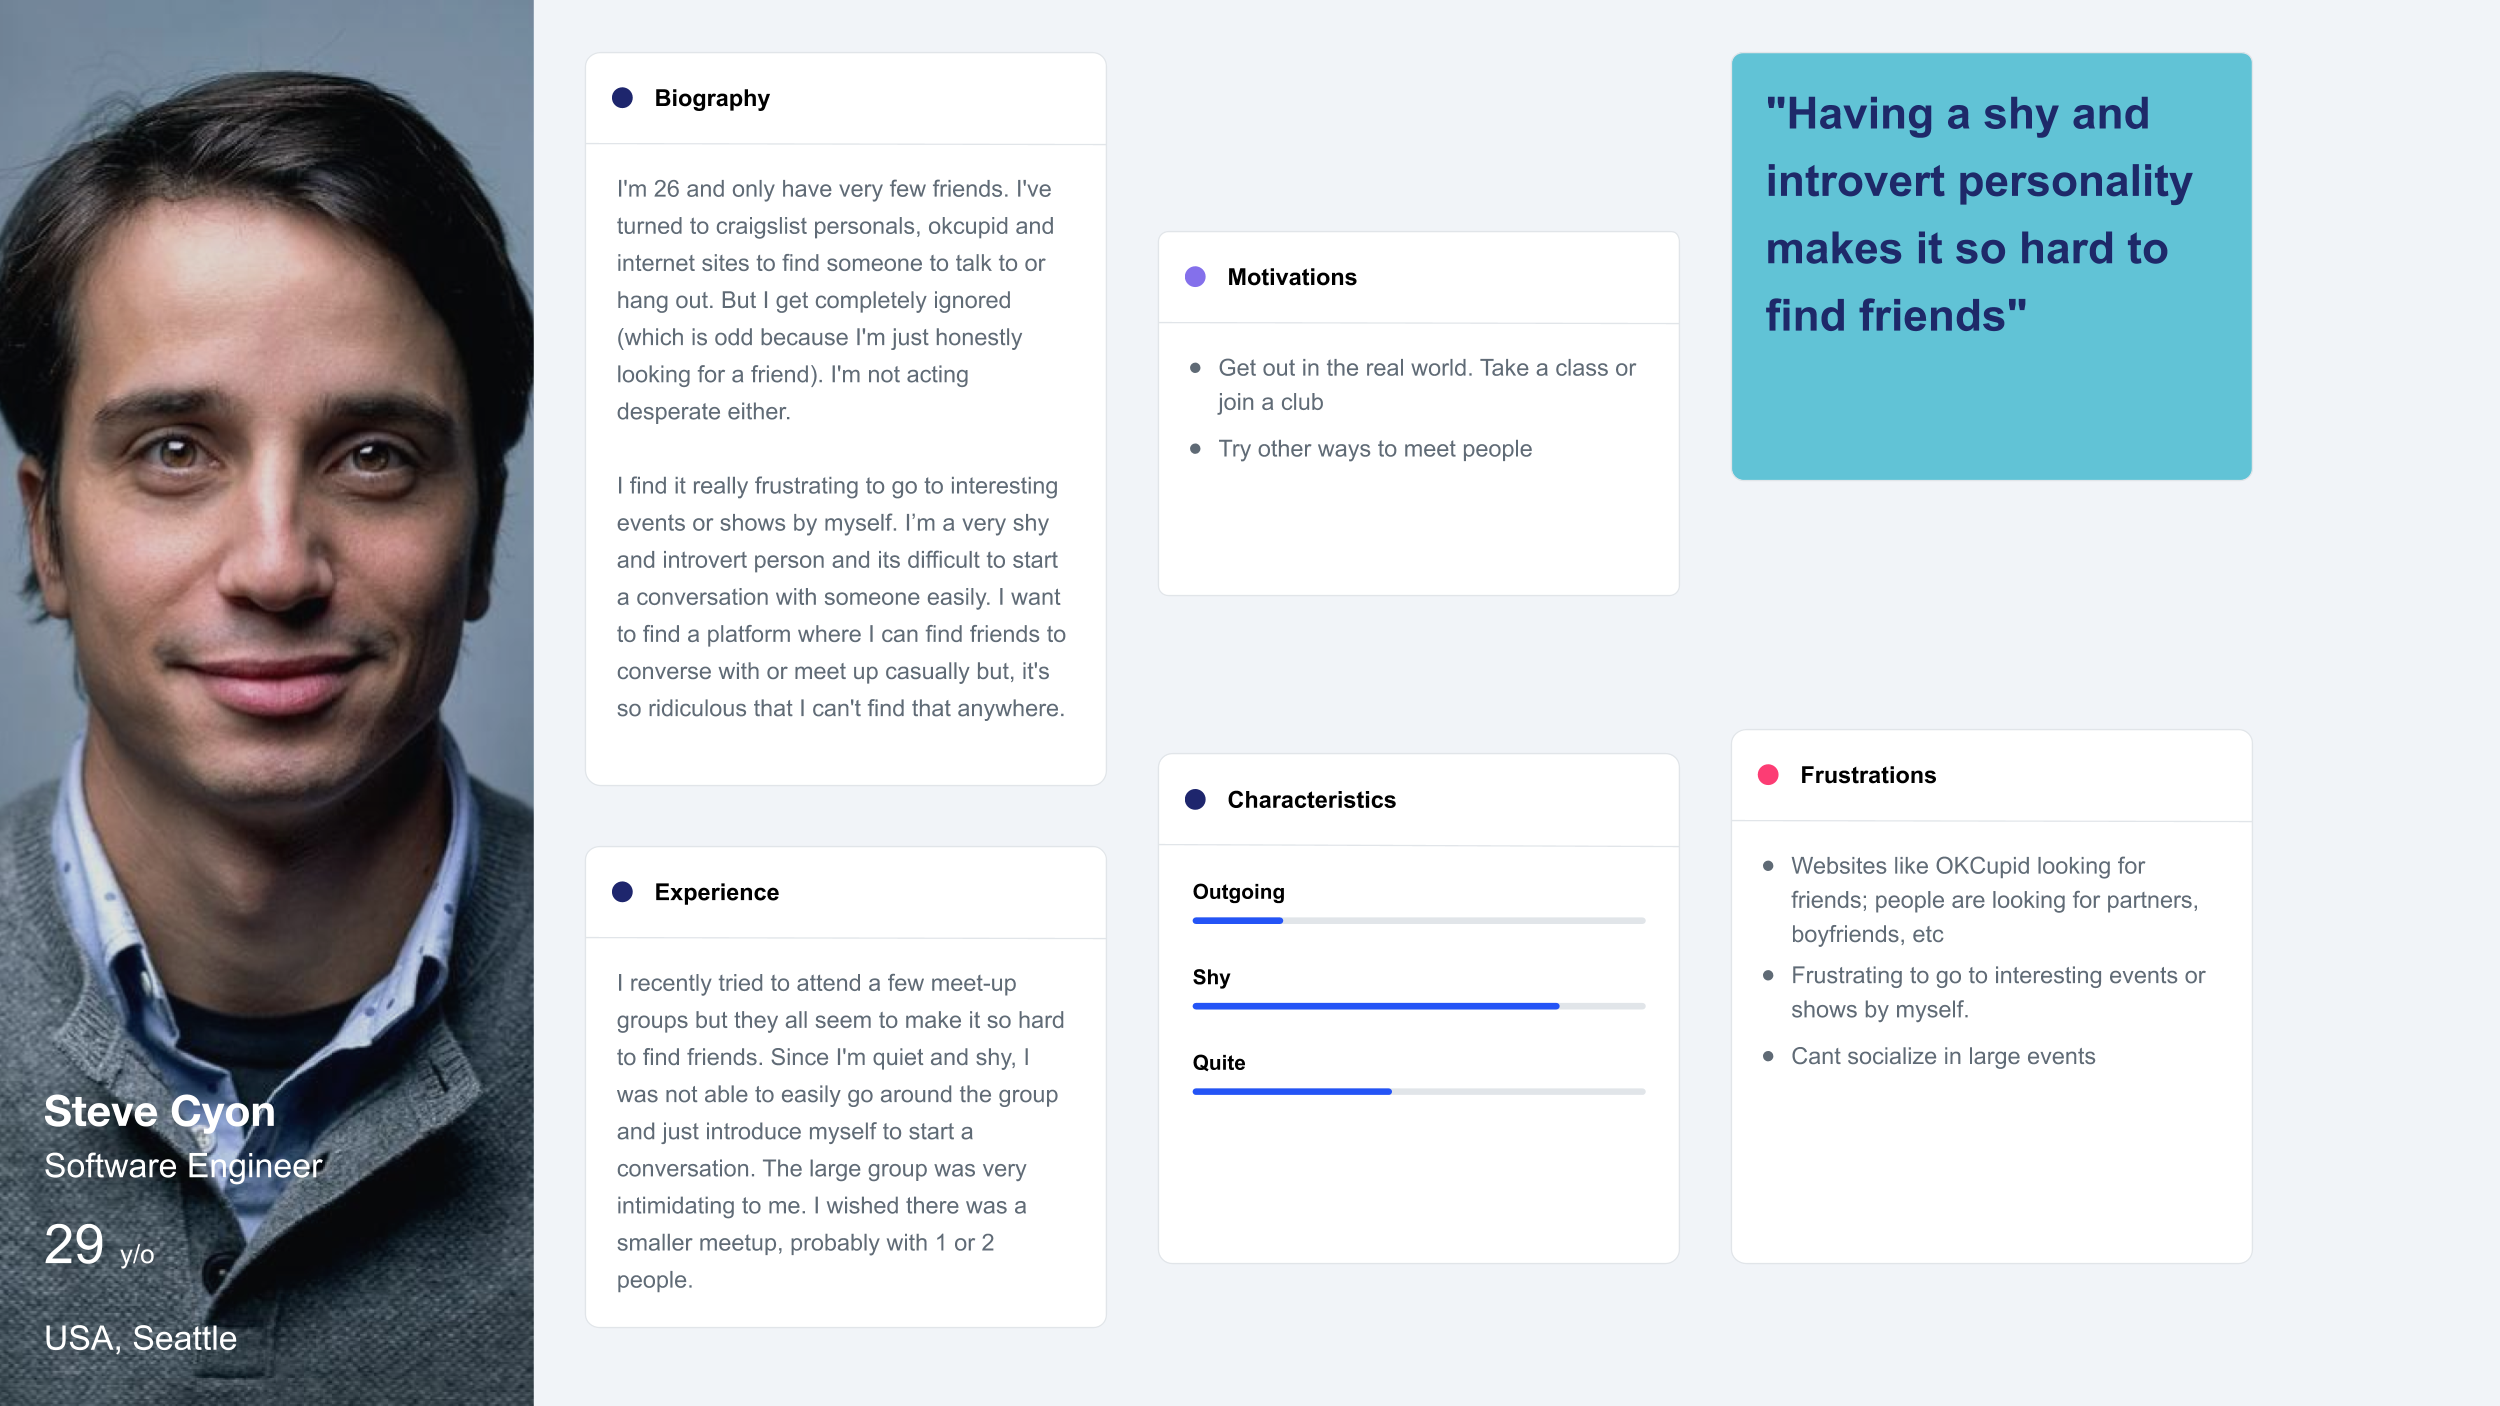 Steve Cyon
Software Engineer
29 y/o
USA, Seattle
Biography
I'm 26 and only have very few friends. I've
turned to craigslist personals, okcupid and
internet sites to find someone to talk to or
hang out. But I get completely ignored
(which is odd because I'm just honestly
looking for a friend). I'm not acting
desperate either.
I find it really frustrating to go to interesting
events or shows by myself. I’m a very shy
and introvert person and its difficult to start
a conversation with someone easily. I want
to find a platform where I can find friends to
converse with or meet up casually but, it's
so ridiculous that I can't find that anywhere.
Experience
I recently tried to attend a few meet-up
groups but they all seem to make it so hard
to find friends. Since I'm quiet and shy, I
was not able to easily go around the group
and just introduce myself to start a
conversation. The large group was very
intimidating to me. I wished there was a
smaller meetup, probably with 1 or 2
people.
Motivations
Get out in the real world. Take a class or
join a club
Try other ways to meet people
Characteristics
Outgoing
Shy
Quite
"Having a shy and
introvert personality
makes it so hard to
find friends"
Frustrations
Websites like OKCupid looking for
friends; people are looking for partners,
boyfriends, etc
Frustrating to go to interesting events or
shows by myself.
Cant socialize in large events